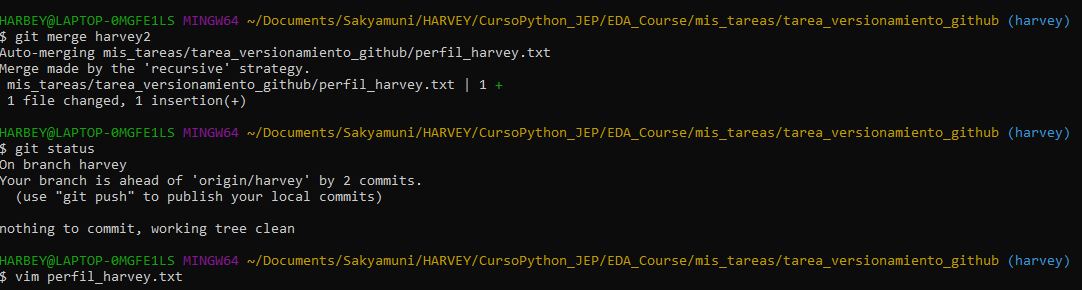 HARBEY@LAPTOP-0MGFE1LS MINGW64 ~/Documents/Sakyamuni/HARVEY/CursoPython_JEP/EDA_Course/mis_tareas/tarea_versionamiento_github (harvey)
$ git merge harvey2
Auto-merging mis_tareas/tarea_versionamiento_github/perfil_harvey.txt
Merge made by the 'recursive' strategy.
 mis_tareas/tarea_versionamiento_github/perfil_harvey.txt | 1 +
 1 file changed, 1 insertion(+)
HARBEY@LAPTOP-0MGFE1LS MINGW64 ~/Documents/Sakyamuni/HARVEY/CursoPython_JEP/EDA_Course/mis_tareas/tarea_versionamiento_github (harvey)
$ git status
On branch harvey
Your branch is ahead of 'origin/harvey' by 2 commits.
  (use "git push" to publish your local commits)
nothing to commit, working tree clean
HARBEY@LAPTOP-0MGFE1LS MINGW64 ~/Documents/Sakyamuni/HARVEY/CursoPython_JEP/EDA_Course/mis_tareas/tarea_versionamiento_github (harvey)
$ vim perfil_harvey.txt